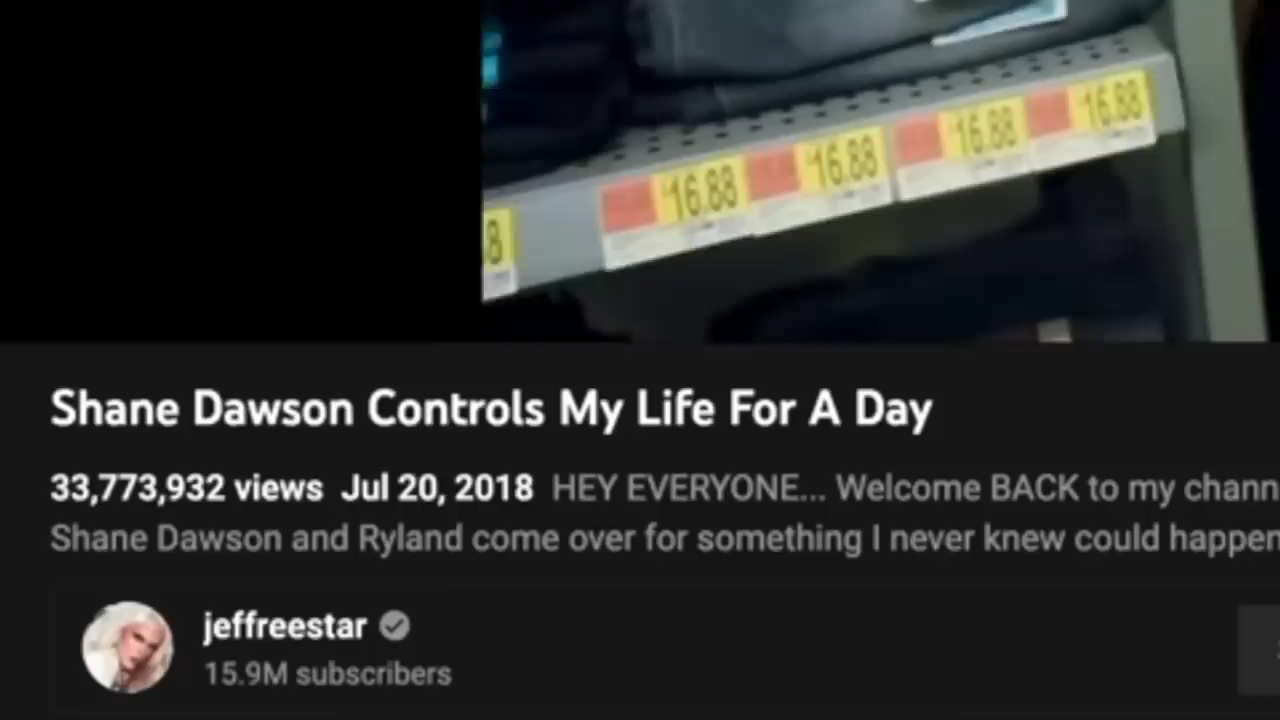 $16.88
$16.88
$16.88
$16.88
8
Shane Dawson Controls My Life For A Day
33,773,932 views Jul 20, 2018 HEY EVERYONE... Welcome BACK to my chann
Shane Dawson and Ryland come over for something I never knew could happen
jeffreestar
15.9M subscribers